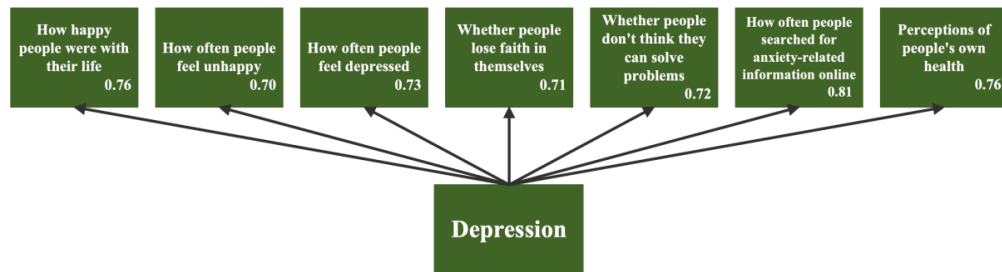 How happy
people were with
their life
0.76
How often people
feel unhappy
0.70
How often people
feel depressed
0.73
Whether people
lose faith in
themselves
0.71
Whether people
don't think they
can solve
problems
0.72
How often people
searched for
anxiety-related
information online
0.81
Perceptions of
people's own
health
0.76
Depression